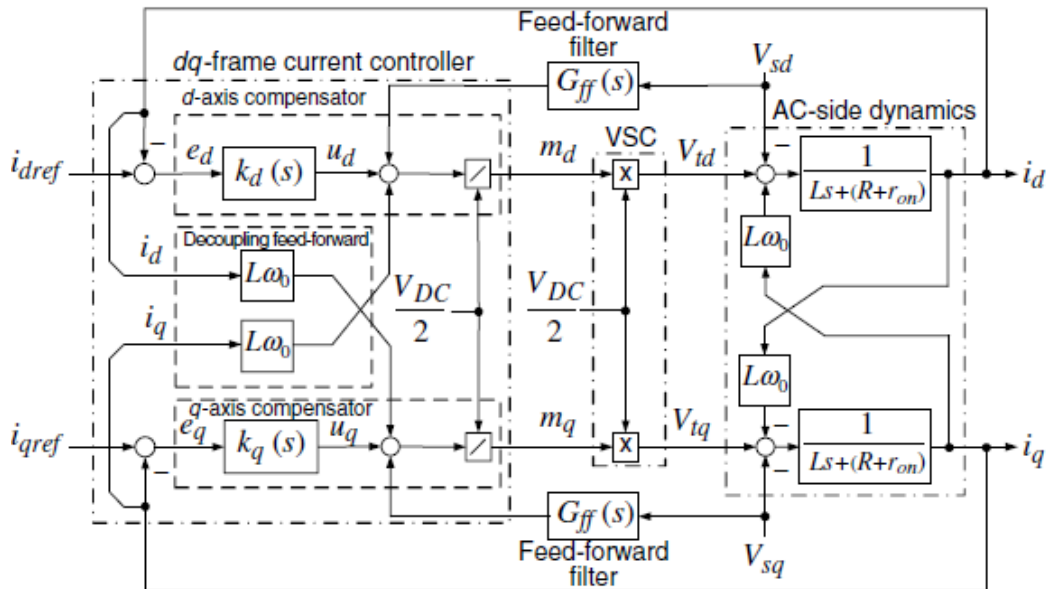 Feed-forward
filter
dq-frame current controller
V_sd
G_ff(s)
d-axis compensator
AC-side dynamics
−
VSC
−
i_dref
e_d
k_d(s)
u_d
m_d
x
V_td
1
Ls+(R+r_on)
i_d
Decoupling feed-forward
i_d
Lω_0
Lω_0
V_DC
2
V_DC
2
i_q
Lω_0
Lω_0
q-axis compensator
i_qref
e_q
k_q(s)
u_q
m_q
x
V_tq
−
−
1
Ls+(R+r_on)
i_q
−
G_ff(s)
Feed-forward
filter
V_sq